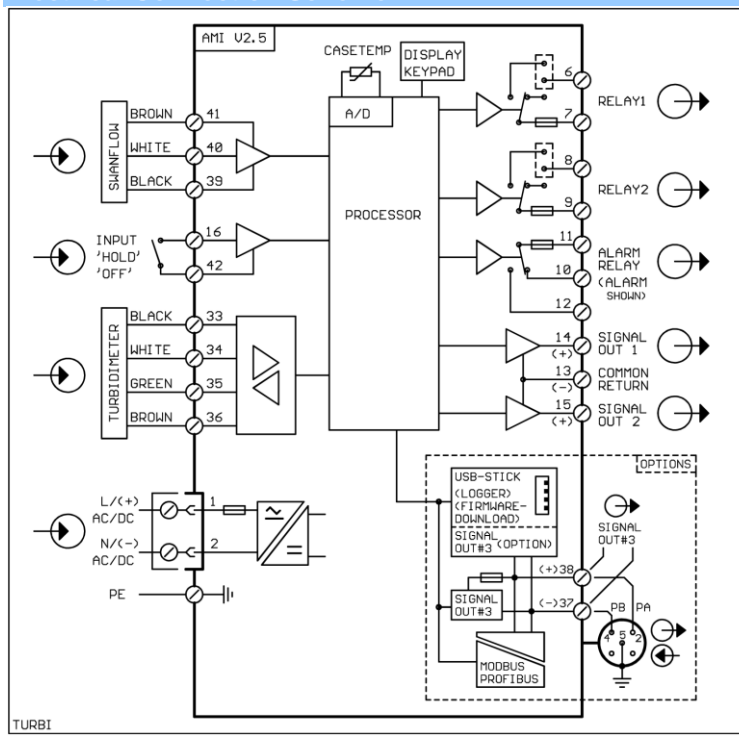 AMI V2.5
CASETEMP
DISPLAY
KEYPAD
A/D
PROCESSOR
SWANFLOW
BROWN 41
WHITE 40
BLACK 39
INPUT
'HOLD'
'OFF'
16
42
TURBIDIMETER
BLACK 33
WHITE 34
GREEN 35
BROWN 36
L/(+)
AC/DC
1
N/(-)
AC/DC
2
PE
6
RELAY1
7
8
RELAY2
9
11
ALARM
RELAY
(ALARM
SHOWN)
10
12
14
(+)
SIGNAL
OUT 1
13
(-)
COMMON
RETURN
15
(+)
SIGNAL
OUT 2
OPTIONS
USB-STICK
(LOGGER)
(FIRMWARE-
DOWNLOAD)
SIGNAL
OUT#3 (OPTION)
SIGNAL
OUT#3
(+)38
SIGNAL
OUT#3
(-)37
PB PA
4 5 2
MODBUS
PROFIBUS
TURBI